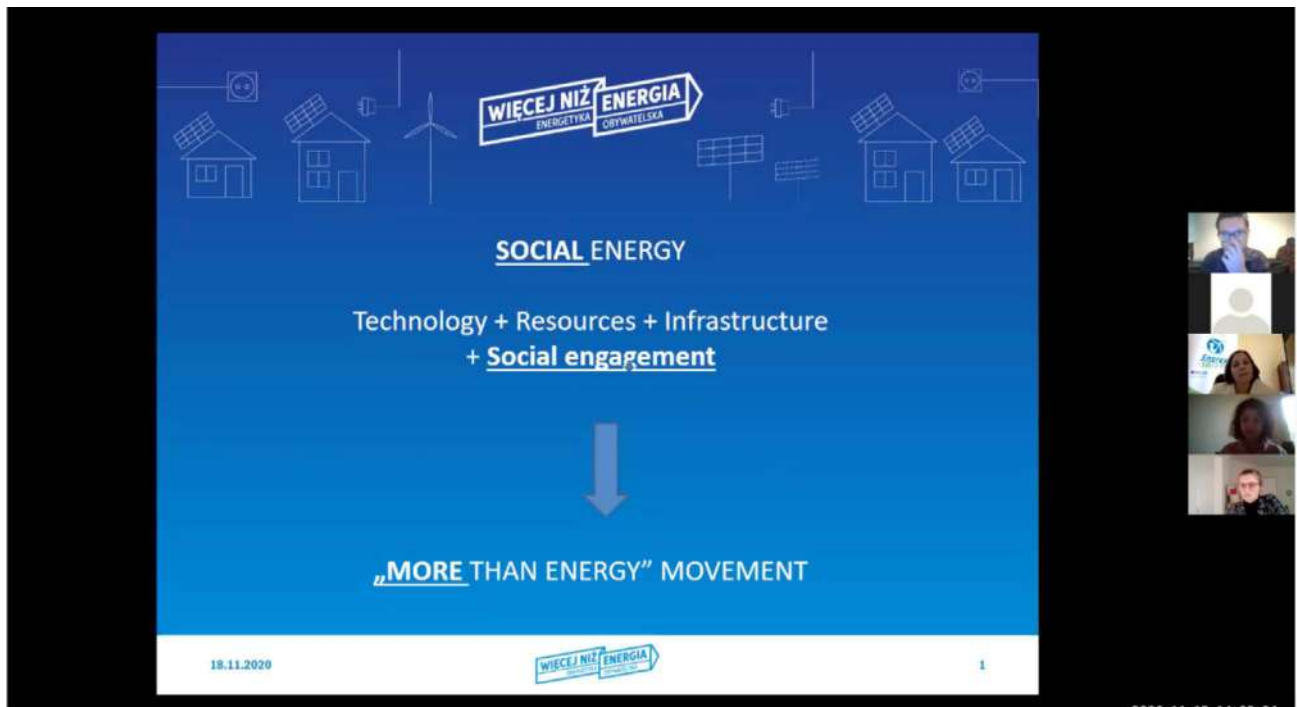 WIĘCEJ NIŻ ENERGIA
ENERGETYKA OBYWATELSKA
SOCIAL ENERGY
Technology + Resources + Infrastructure
+ Social engagement
„MORE THAN ENERGY” MOVEMENT
18.11.2020
WIĘCEJ NIŻ ENERGIA
1